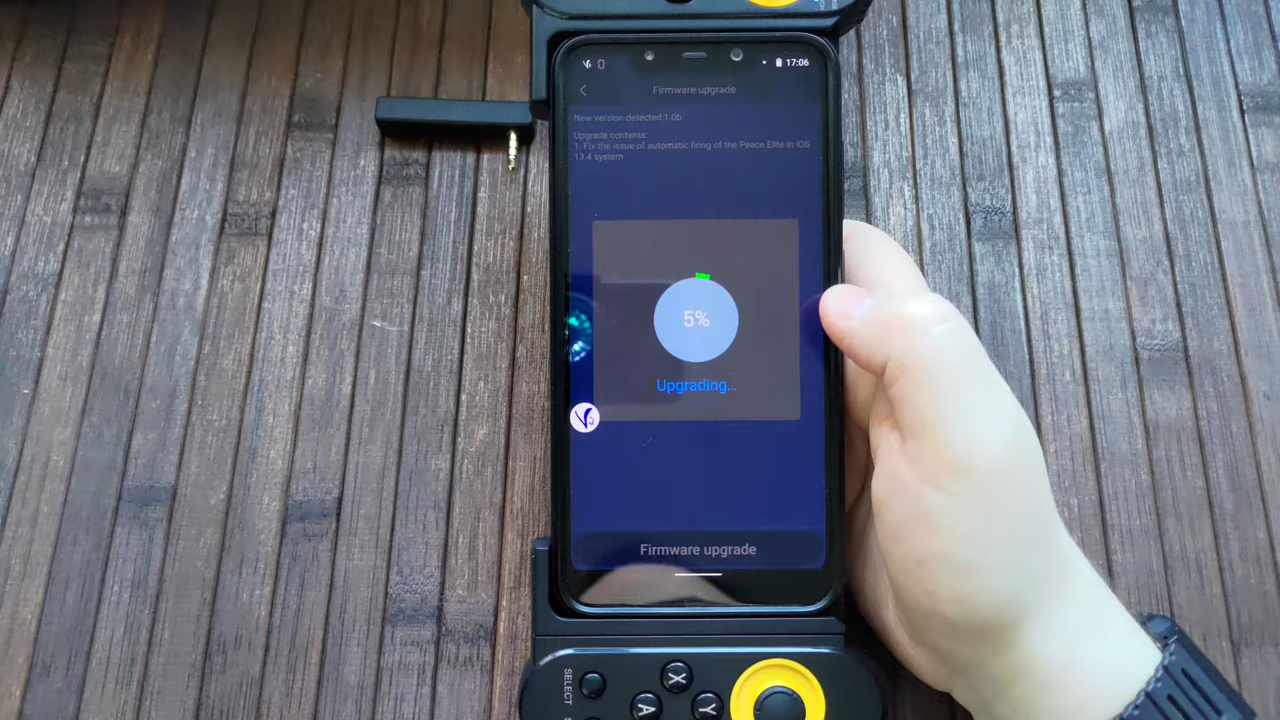 17:06
Firmware upgrade
New version detected:1.0b
Upgrade contents:
1. Fix the issue of automatic firing of the Peace Elite in iOS
13.4 system
5%
Upgrading...
Firmware upgrade
SELECT
X
A
Y